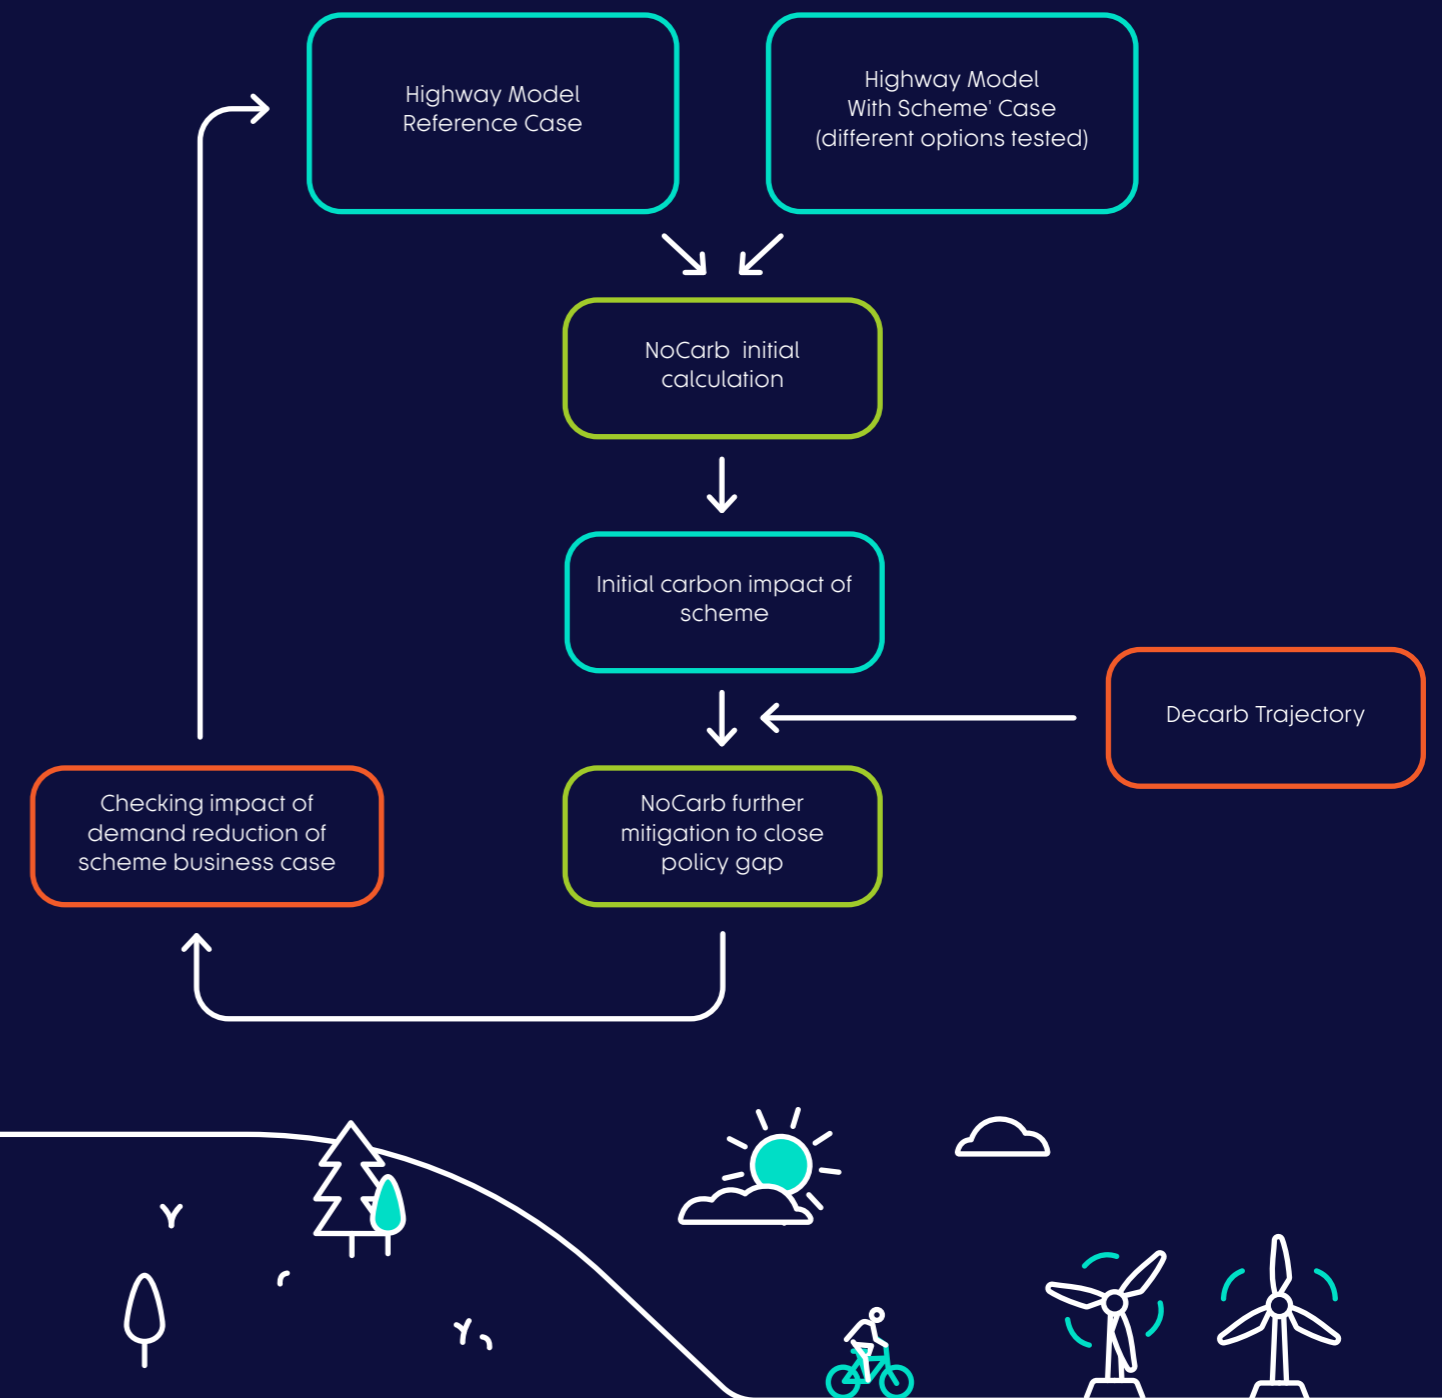 Highway Model
Reference Case
Highway Model
With Scheme' Case
(different options tested)
NoCarb initial
calculation
Initial carbon impact of
scheme
Decarb Trajectory
Checking impact of
demand reduction of
scheme business case
NoCarb further
mitigation to close
policy gap